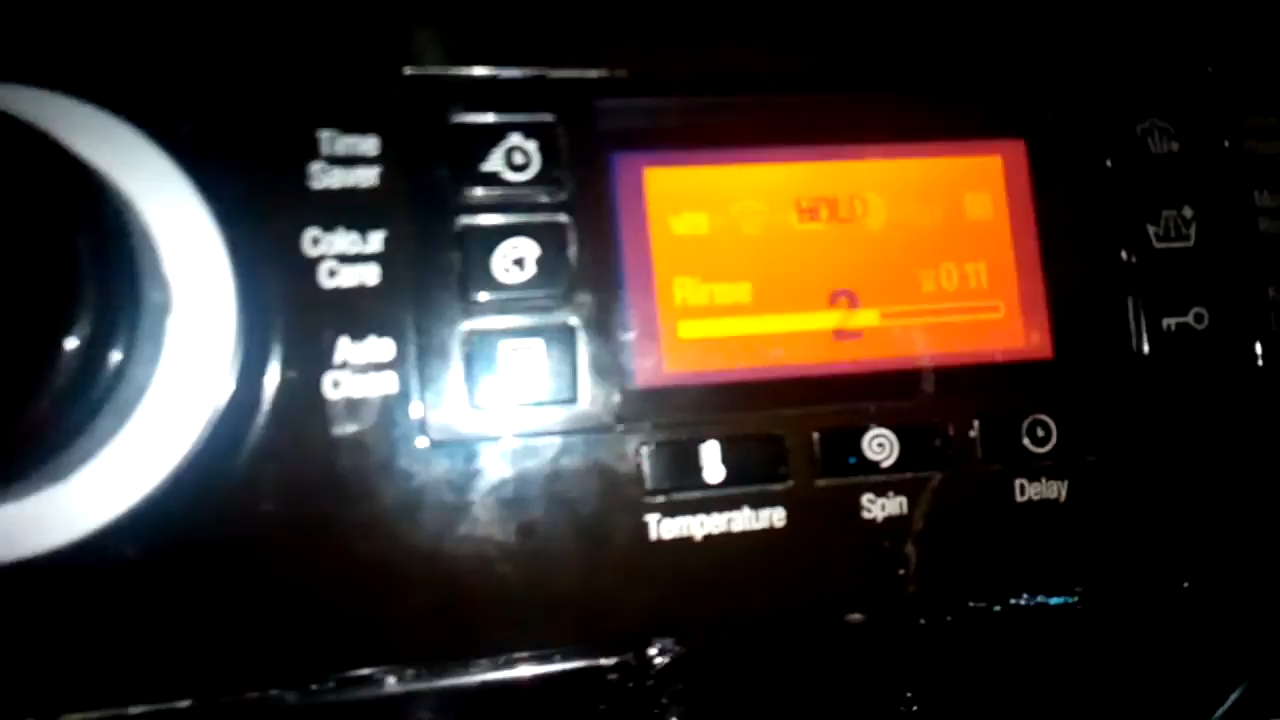 Time
Saver
HOLD
Colour
Care
Rinse
0 11
2
Auto
Clean
Temperature
Spin
Delay